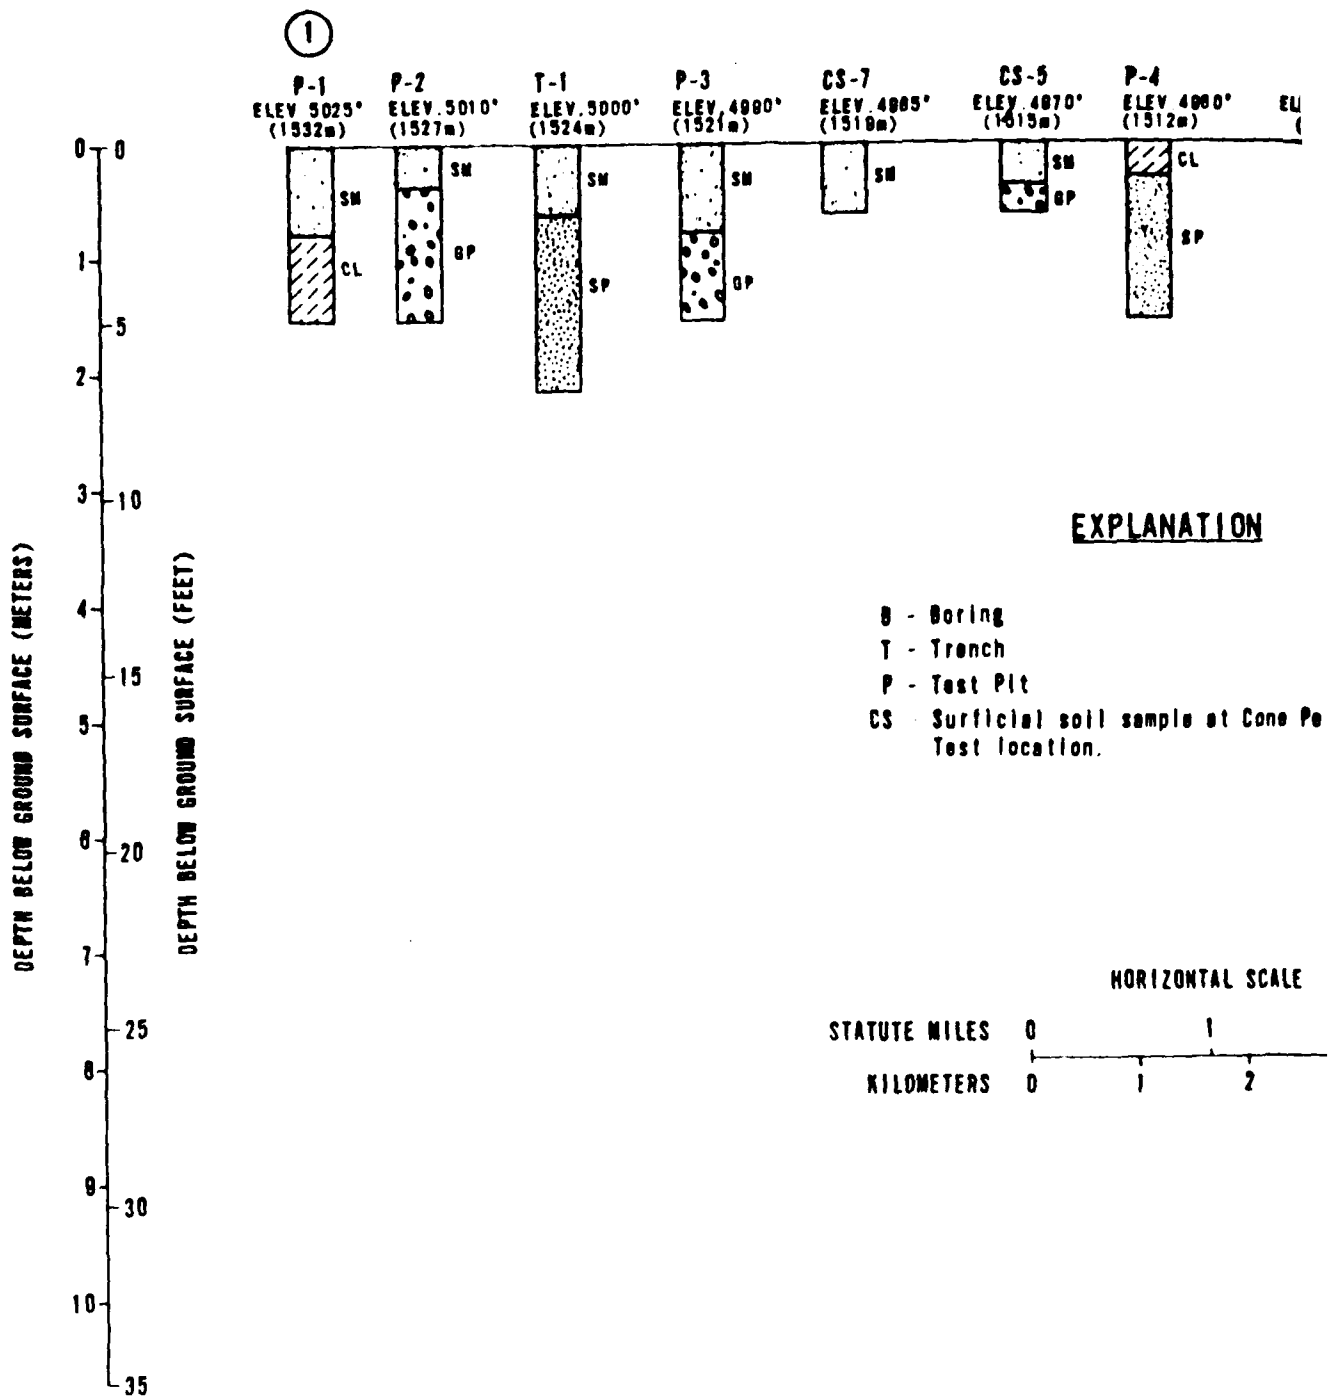 1
P-1
ELEV. 5025'
(1532m)
P-2
ELEV. 5010'
(1527m)
T-1
ELEV. 5000'
(1524m)
P-3
ELEV. 4990'
(1521m)
CS-7
ELEV. 4985'
(1519m)
CS-5
ELEV. 4970'
(1515m)
P-4
ELEV. 4960'
(1512m)
0 0
SM
CL
SM
GP
SM
SP
SM
GP
SM
SM
GP
CL
SP
1
5
2
3
10
4
15
5
6
20
7
25
8
9
30
10
35
DEPTH BELOW GROUND SURFACE (METERS)
DEPTH BELOW GROUND SURFACE (FEET)
EXPLANATION
B - Boring
T - Trench
P - Test Pit
CS Surficial soil sample at Cone Pe
Test location.
HORIZONTAL SCALE
STATUTE MILES 0 1
KILOMETERS 0 1 2